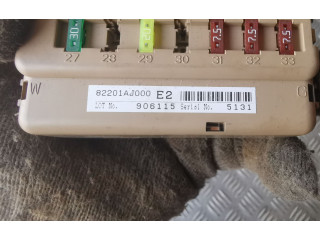 30 7.5 7.5 7.5
27 28 29 30 31 32 33
W
82201AJ000 E2
LOT No. 906115 Serial No. 5131